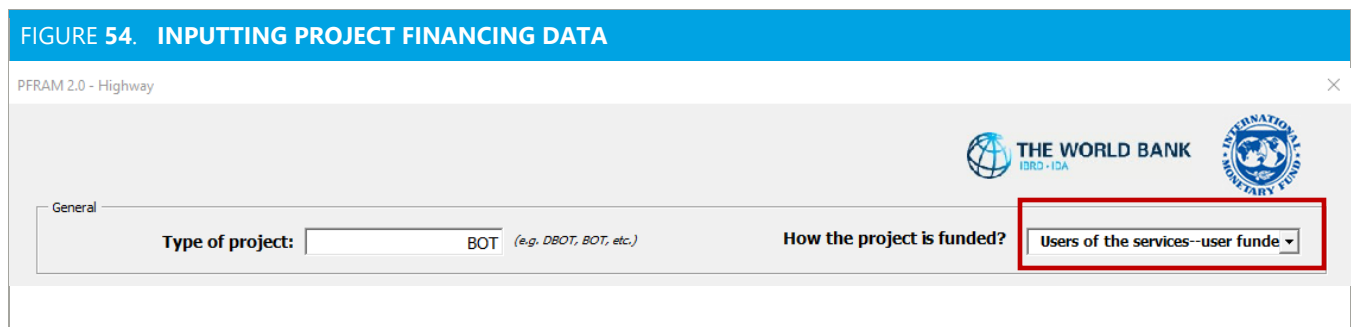 FIGURE 54. INPUTTING PROJECT FINANCING DATA
PFRAM 2.0 - Highway
THE WORLD BANK
IBRD • IDA
INTERNATIONAL MONETARY FUND
General
Type of project: BOT (e.g. DBOT, BOT, etc.) How the project is funded? Users of the services--user funde